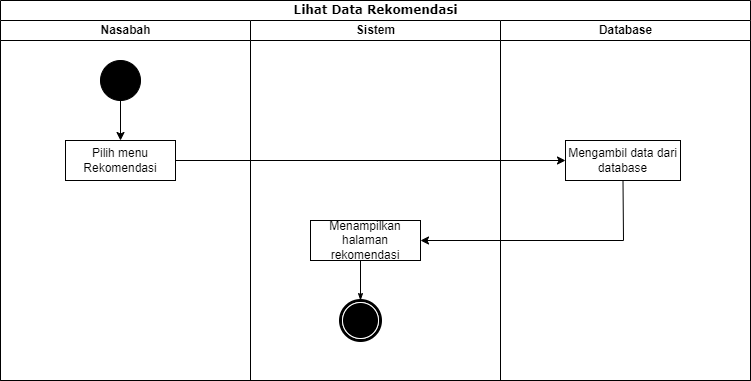 Lihat Data Rekomendasi
Nasabah
Sistem
Database
Pilih menu
Rekomendasi
Mengambil data dari
database
Menampilkan
halaman
rekomendasi